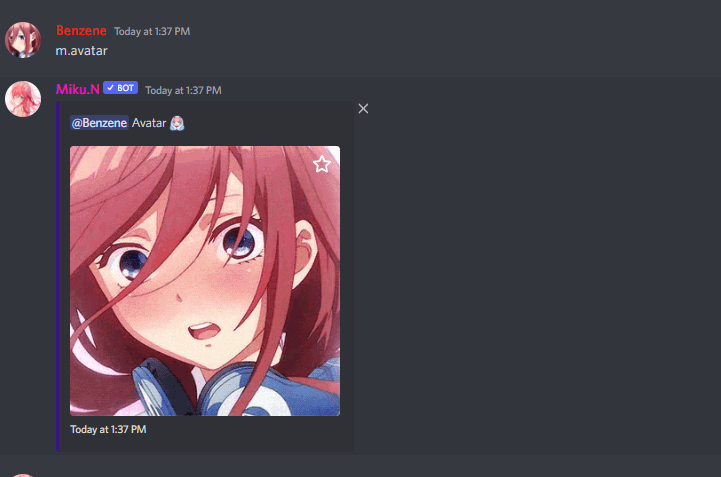 Benzene Today at 1:37 PM
m.avatar
Miku.N ✓ BOT Today at 1:37 PM
@Benzene Avatar
Today at 1:37 PM